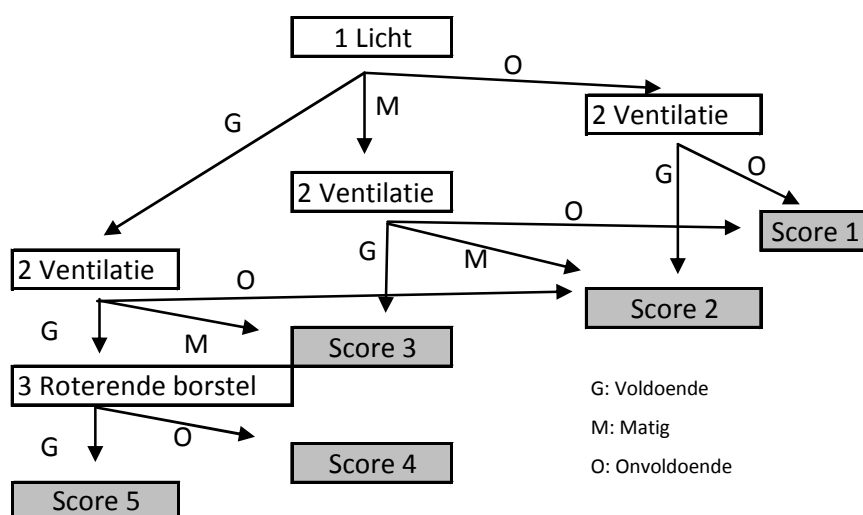 1 Licht
O
M
G
2 Ventilatie
2 Ventilatie
G
O
O
Score 1
G
M
2 Ventilatie
O
Score 2
G
M
Score 3
3 Roterende borstel
G: Voldoende
G
O
M: Matig
Score 4
O: Onvoldoende
Score 5